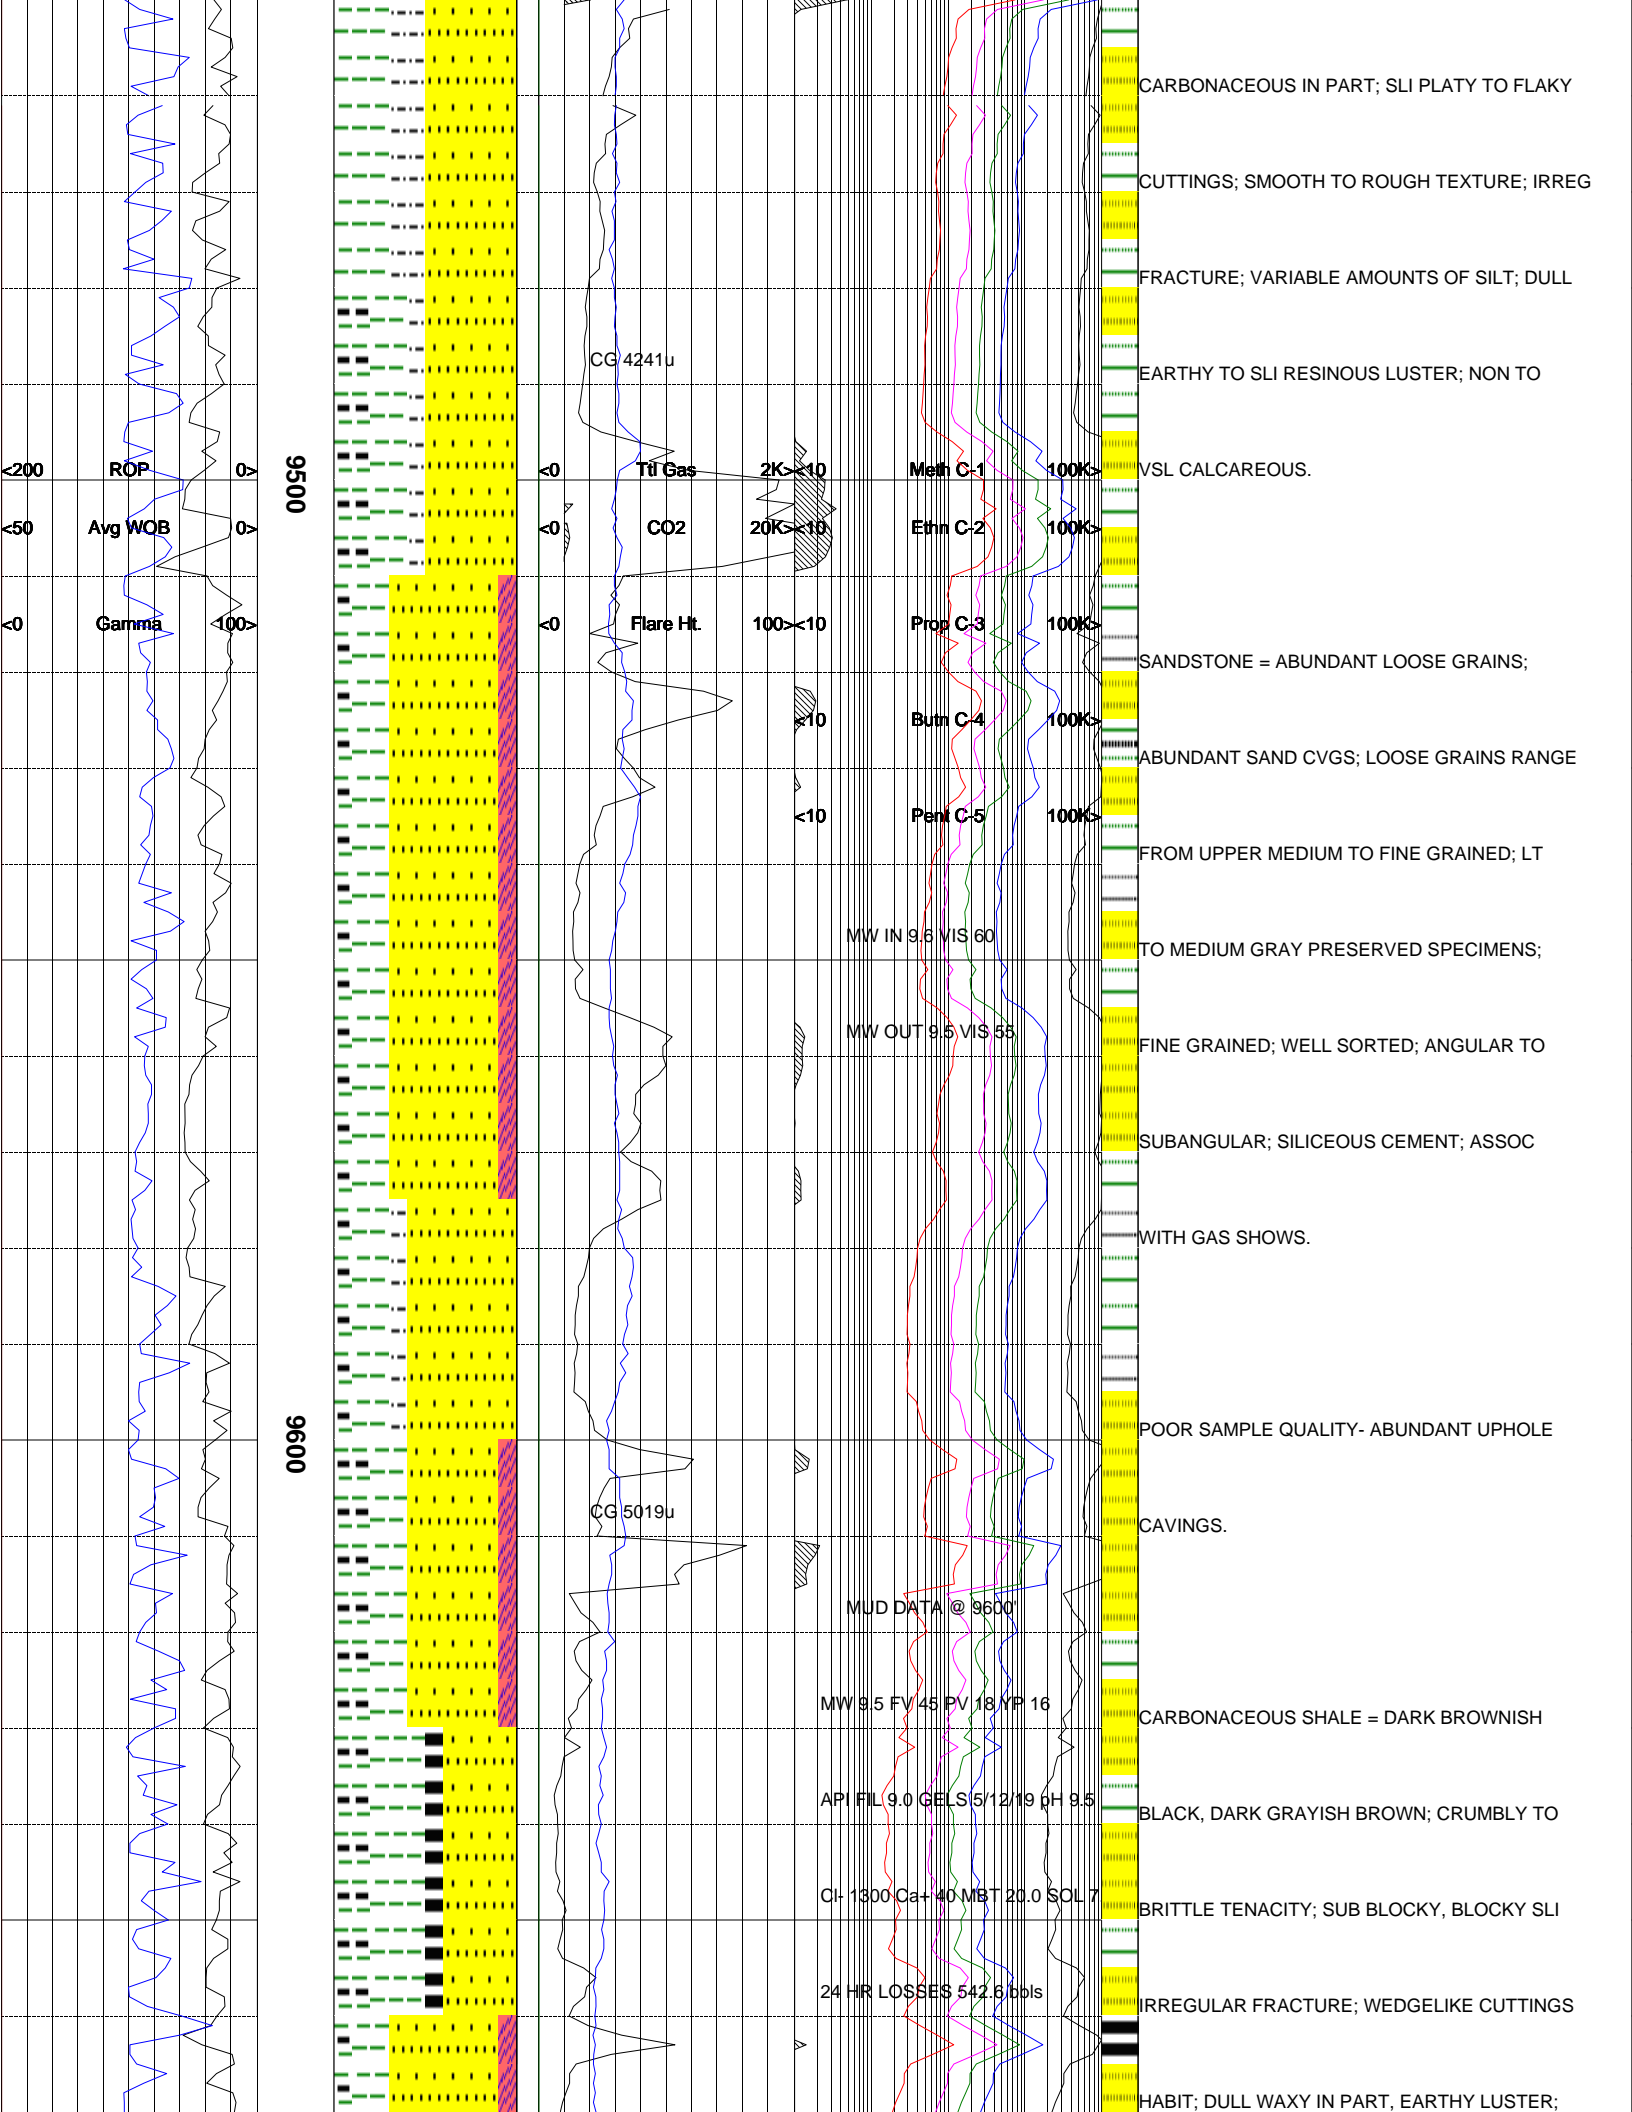 CARBONACEOUS IN PART; SLI PLATY TO FLAKY
CUTTINGS; SMOOTH TO ROUGH TEXTURE; IRREG
FRACTURE; VARIABLE AMOUNTS OF SILT; DULL
CG 4241u
EARTHY TO SLI RESINOUS LUSTER; NON TO
9500
<200 ROP 0>
<0 Ttl Gas 2K>
<10 Meth C-1 100K>
VSL CALCAREOUS.
<50 Avg WOB 0>
<0 CO2 20K>
<10 Ethn C-2 100K>
<0 Gamma 100>
<0 Flare Ht. 100>
<10 Prop C-3 100K>
SANDSTONE = ABUNDANT LOOSE GRAINS;
<10 Butn C-4 100K>
ABUNDANT SAND CVGS; LOOSE GRAINS RANGE
<10 Pent C-5 100K>
FROM UPPER MEDIUM TO FINE GRAINED; LT
MW IN 9.6 VIS 60
TO MEDIUM GRAY PRESERVED SPECIMENS;
MW OUT 9.5 VIS 55
FINE GRAINED; WELL SORTED; ANGULAR TO
SUBANGULAR; SILICEOUS CEMENT; ASSOC
WITH GAS SHOWS.
9600
POOR SAMPLE QUALITY- ABUNDANT UPHOLE
CG 5019u
CAVINGS.
MUD DATA @ 9600'
MW 9.5 FV 45 PV 18 YP 16
CARBONACEOUS SHALE = DARK BROWNISH
API FIL 9.0 GELS 5/12/19 pH 9.5
BLACK, DARK GRAYISH BROWN; CRUMBLY TO
Cl- 1300 Ca+ 40 MBT 20.0 SOL 7
BRITTLE TENACITY; SUB BLOCKY, BLOCKY SLI
24 HR LOSSES 542.6 bbls
IRREGULAR FRACTURE; WEDGELIKE CUTTINGS
HABIT; DULL WAXY IN PART, EARTHY LUSTER;